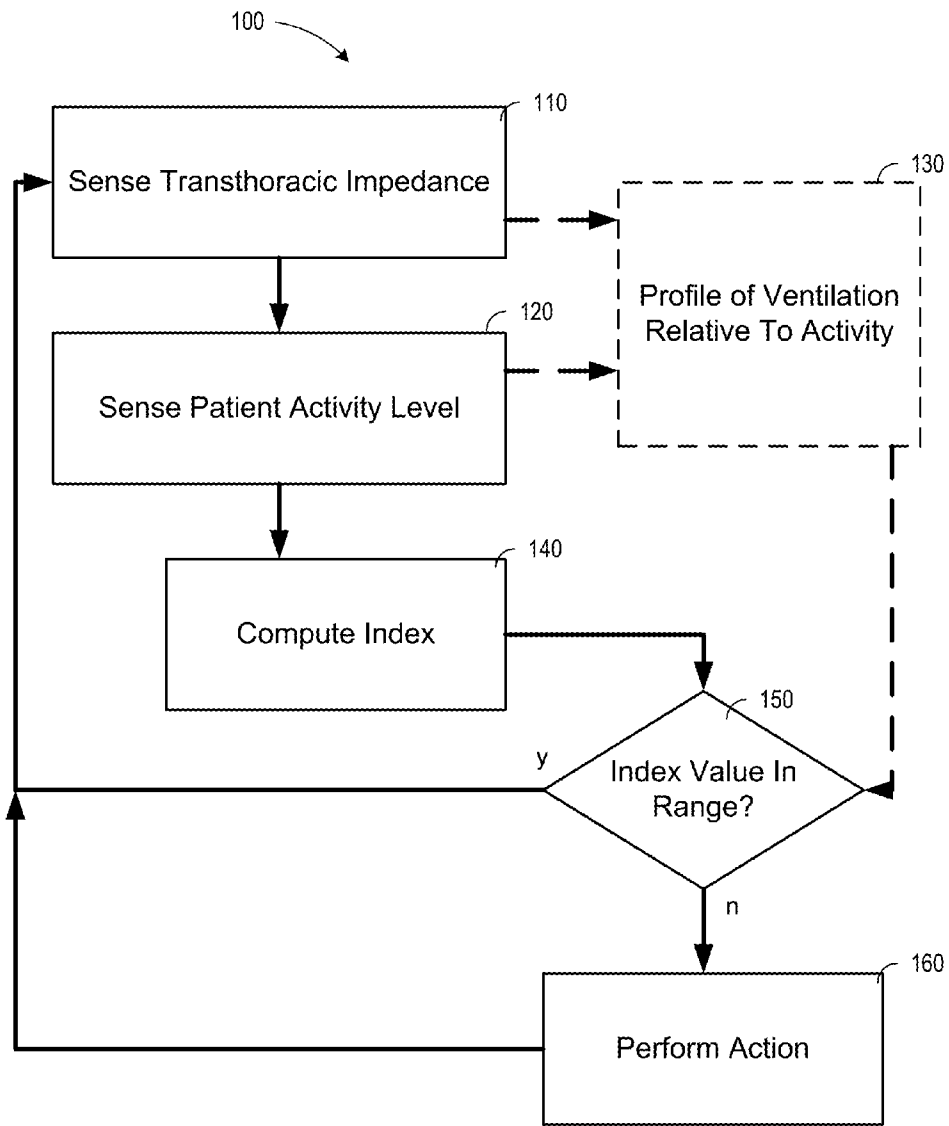 100
110
Sense Transthoracic Impedance
130
Profile of Ventilation
Relative To Activity
120
Sense Patient Activity Level
140
Compute Index
150
y
Index Value In
Range?
n
160
Perform Action